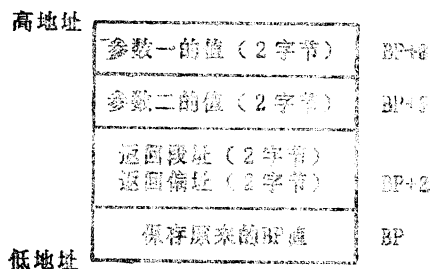 高地址
参数一的值（2字节）
参数二的值（2字节）
返回段址（2字节）
返回偏址（2字节） BP+2
保存原来的BP值 BP
低地址